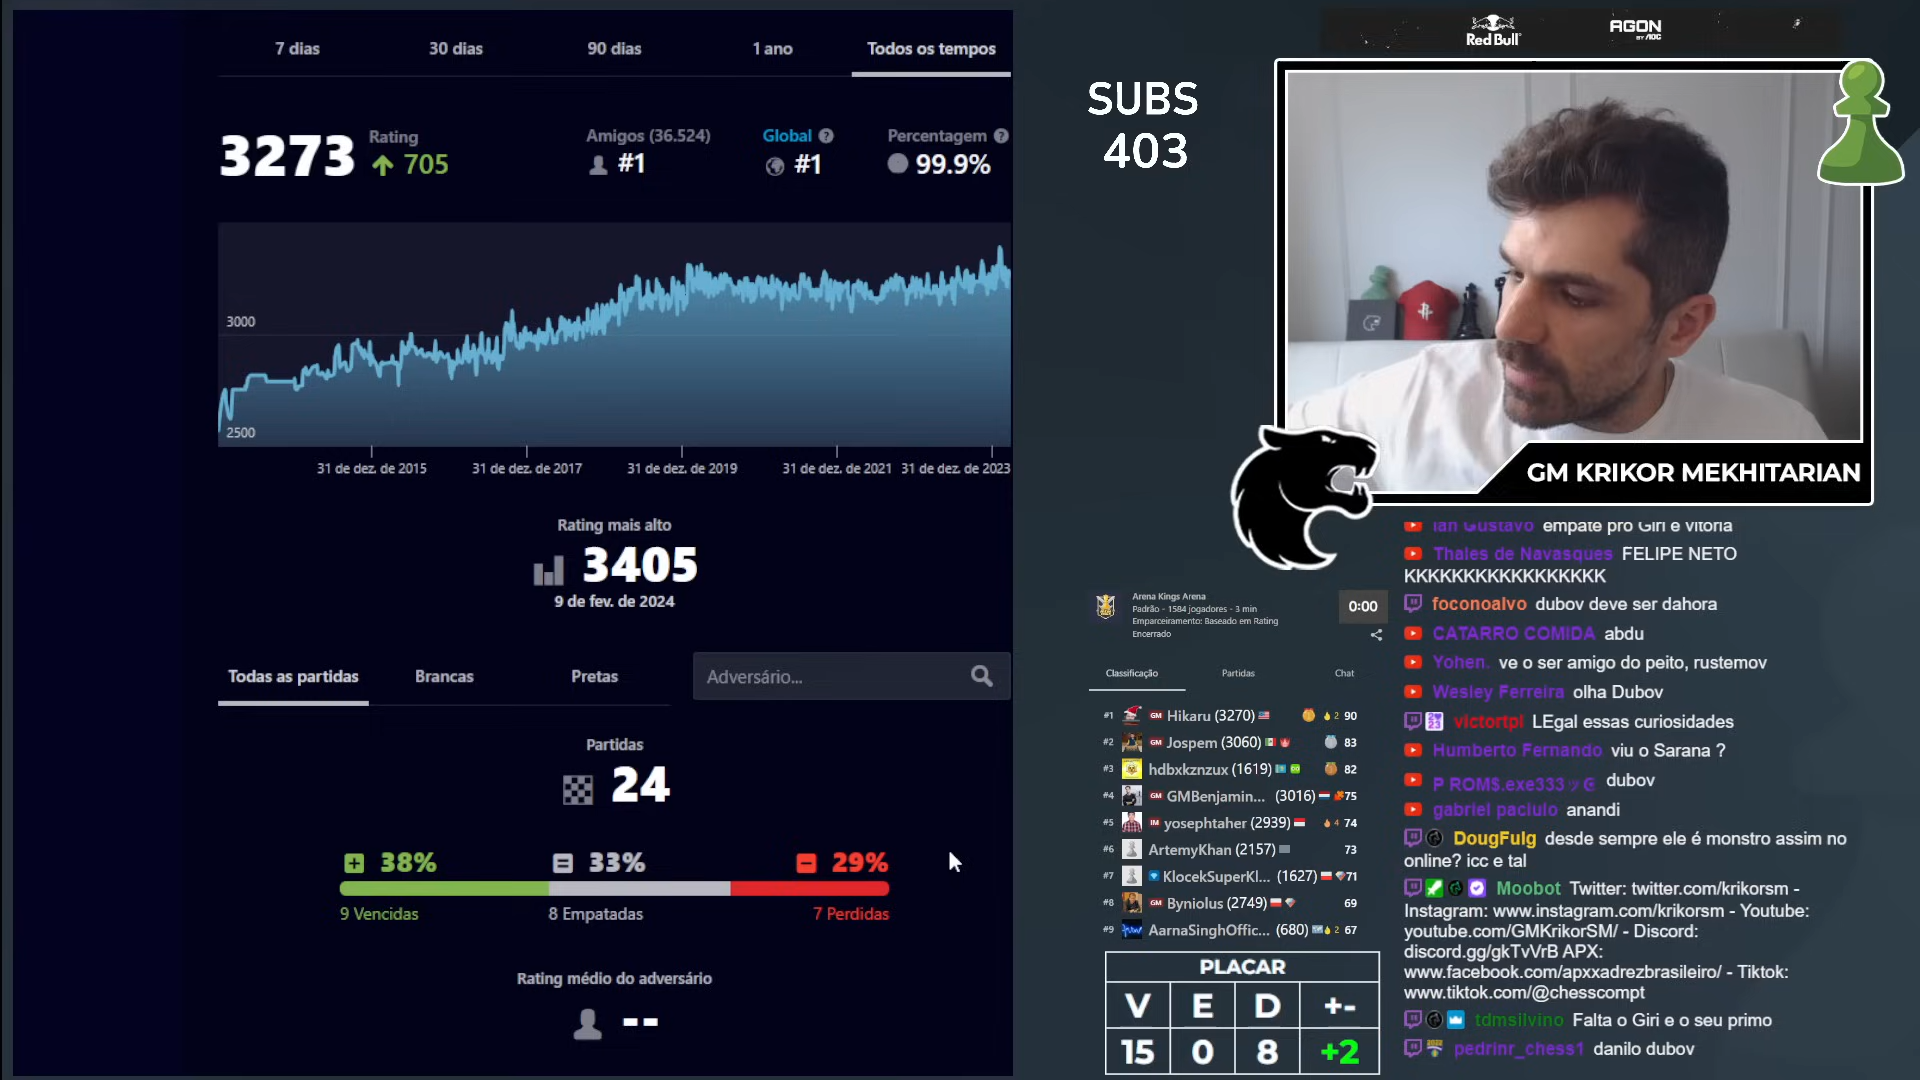 7 dias
30 dias
90 dias
1 ano
Todos os tempos
3273
Rating
705
Amigos (36.524)
#1
Global
#1
Percentagem
99.9%
3000
2500
31 de dez. de 2015
31 de dez. de 2017
31 de dez. de 2019
31 de dez. de 2021
31 de dez. de 2023
Rating mais alto
3405
9 de fev. de 2024
Todas as partidas
Brancas
Pretas
Adversário...
Partidas
24
38%
33%
29%
9 Vencidas
8 Empatadas
7 Perdidas
Rating médio do adversário
--
SUBS
403
Red Bull
AGON
BY AOC
GM KRIKOR MEKHITARIAN
Arena Kings Arena
Padrão - 1584 jogadores - 3 min
Emparceiramento: Baseado em Rating
Encerrado
0:00
Classificação
Partidas
Chat
#1 GM Hikaru (3270) 2 90
#2 GM Jospem (3060) 83
#3 hdbxkznzux (1619) 82
#4 GM GMBenjamin... (3016) 75
#5 IM yosephtaher (2939) 4 74
#6 ArtemyKhan (2157) 73
#7 KlocekSuperKl... (1627) 71
#8 GM Byniolus (2749) 69
#9 AarnaSinghOffic... (680) 2 67
PLACAR
V E D +-
15 0 8 +2
Ian Gustavo empate pro Giri é vitoria
Thales de Navasques FELIPE NETO
KKKKKKKKKKKKKKKKK
foconoalvo dubov deve ser dahora
CATARRO COMIDA abdu
Yohen. ve o ser amigo do peito, rustemov
Wesley Ferreira olha Dubov
victortpl LEgal essas curiosidades
Humberto Fernando viu o Sarana ?
P ROM$.exe333 dubov
gabriel paciulo anandi
DougFulg desde sempre ele é monstro assim no
online? icc e tal
Moobot Twitter: twitter.com/krikorsm -
Instagram: www.instagram.com/krikorsm - Youtube:
youtube.com/GMKrikorSM/ - Discord:
discord.gg/gkTvVrB APX:
www.facebook.com/apxxadrezbrasileiro/ - Tiktok:
www.tiktok.com/@chesscompt
tdmsilvino Falta o Giri e o seu primo
pedrinr_chess1 danilo dubov